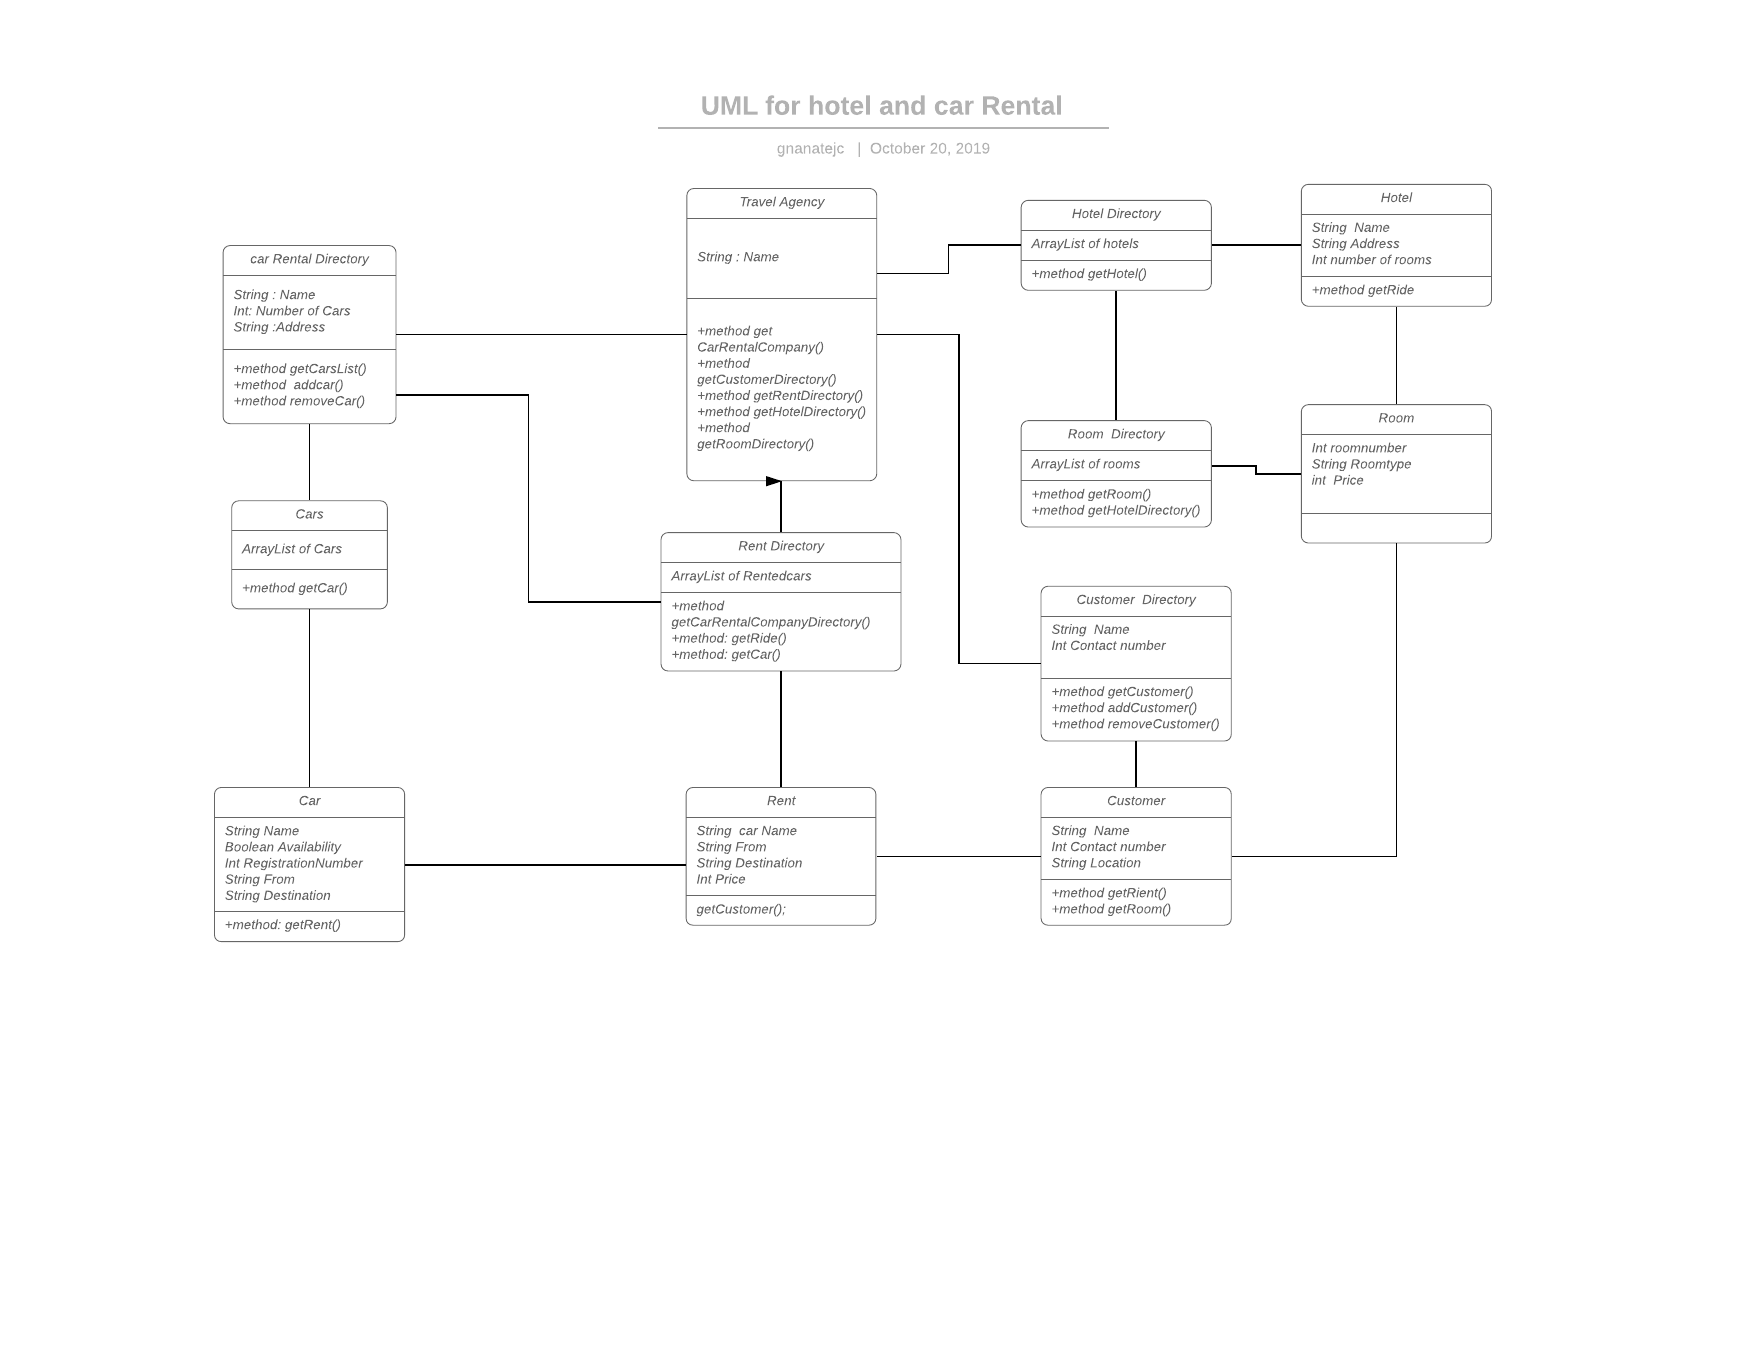 UML for hotel and car Rental
gnanatejc | October 20, 2019
Travel Agency
String : Name
+method get
CarRentalCompany()
+method
getCustomerDirectory()
+method getRentDirectory()
+method getHotelDirectory()
+method
getRoomDirectory()
Hotel Directory
ArrayList of hotels
+method getHotel()
Hotel
String  Name
String Address
Int number of rooms
+method getRide
car Rental Directory
String : Name
Int: Number of Cars
String :Address
+method getCarsList()
+method  addcar()
+method removeCar()
Room  Directory
ArrayList of rooms
+method getRoom()
+method getHotelDirectory()
Room
Int roomnumber
String Roomtype
int  Price
Cars
ArrayList of Cars
+method getCar()
Rent Directory
ArrayList of Rentedcars
+method
getCarRentalCompanyDirectory()
+method: getRide()
+method: getCar()
Customer  Directory
String  Name
Int Contact number
+method getCustomer()
+method addCustomer()
+method removeCustomer()
Car
String Name
Boolean Availability
Int RegistrationNumber
String From
String Destination
+method: getRent()
Rent
String  car Name
String From
String Destination
Int Price
getCustomer();
Customer
String  Name
Int Contact number
String Location
+method getRient()
+method getRoom()